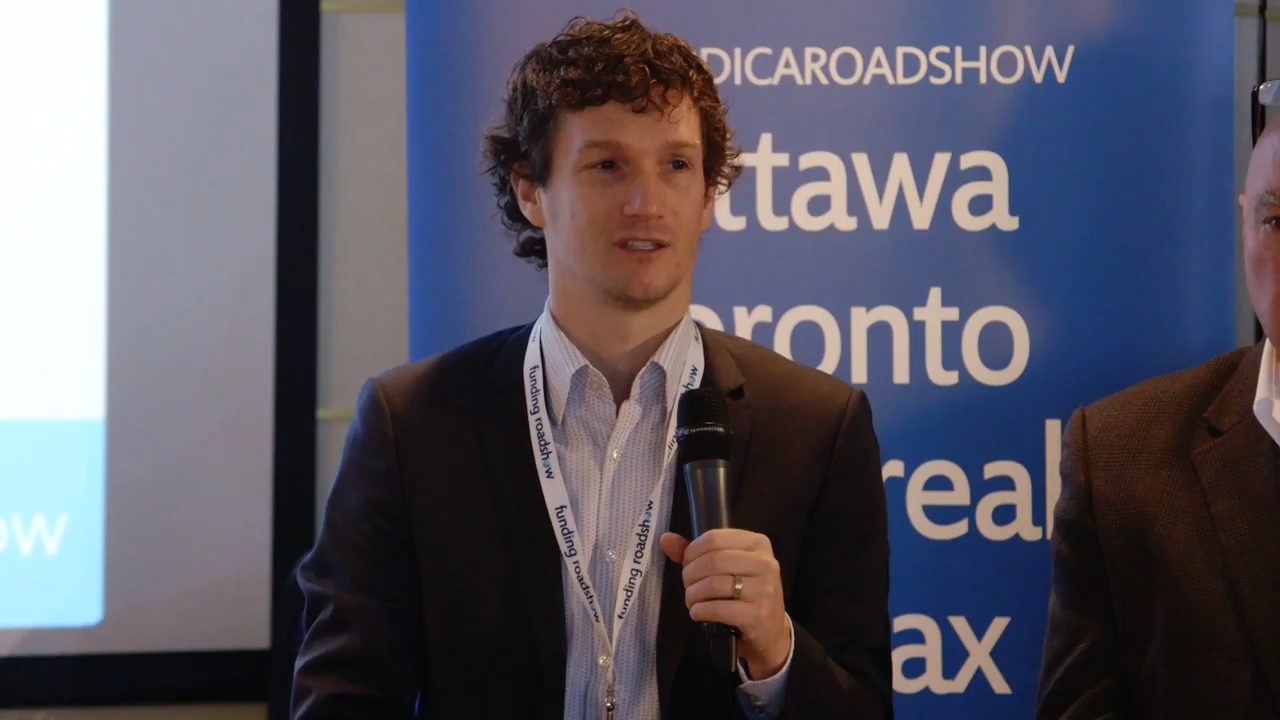 DICAROADSHOW
ttawa
oronto
real
ax
ow
funding roadshow
funding roadshow
funding roadshow